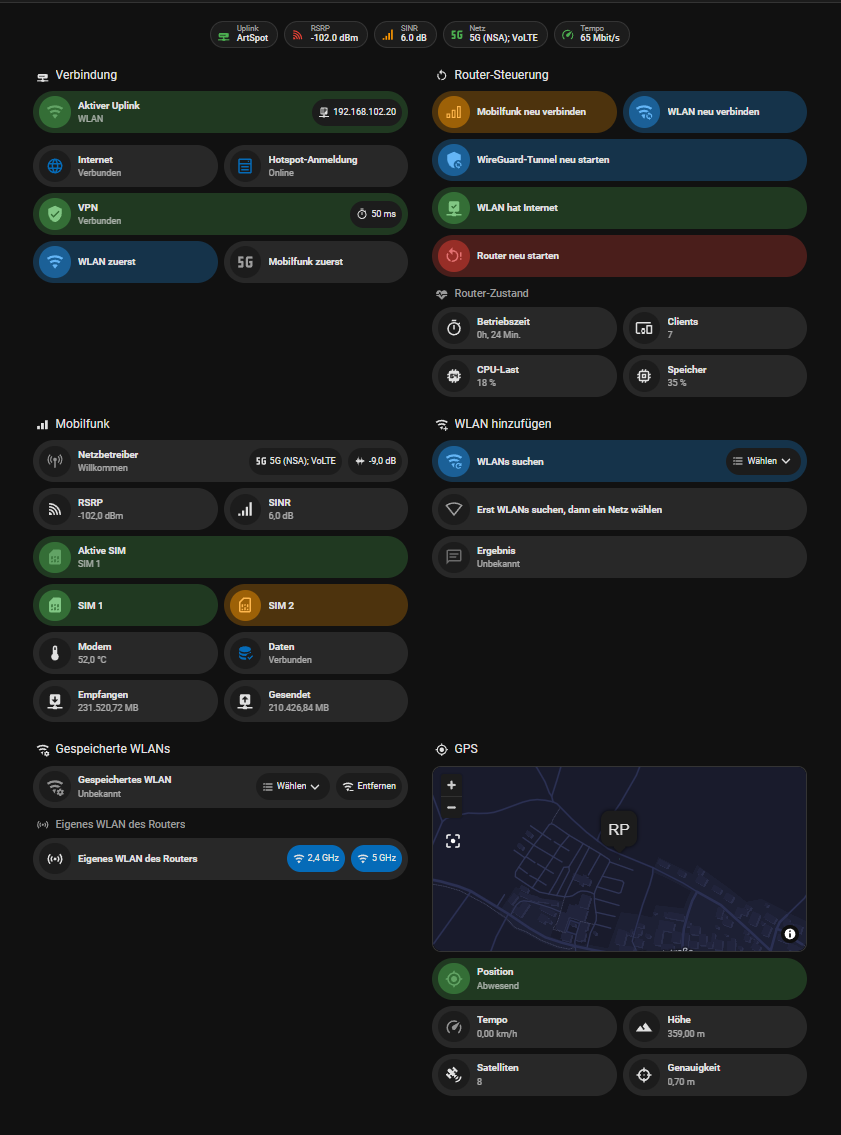 Uplink
ArtSpot
RSRP
-102.0 dBm
SINR
6,0 dB
5G
Netz
5G (NSA); VoLTE
Tempo
65 Mbit/s
Verbindung
Aktiver Uplink
WLAN
192.168.102.20
Internet
Verbunden
Hotspot-Anmeldung
Online
VPN
Verbunden
50 ms
WLAN zuerst
5G
Mobilfunk zuerst
Router-Steuerung
Mobilfunk neu verbinden
WLAN neu verbinden
WireGuard-Tunnel neu starten
WLAN hat Internet
Router neu starten
Router-Zustand
Betriebszeit
0h, 24 Min.
Clients
7
CPU-Last
18 %
Speicher
35 %
Mobilfunk
Netzbetreiber
Willkommen
5G 5G (NSA); VoLTE
-9,0 dB
RSRP
-102,0 dBm
SINR
6,0 dB
Aktive SIM
SIM 1
SIM 1
SIM 2
Modem
52,0 °C
Daten
Verbunden
Empfangen
231.520,72 MB
Gesendet
210.426,84 MB
WLAN hinzufügen
WLANs suchen
Wählen
Erst WLANs suchen, dann ein Netz wählen
Ergebnis
Unbekannt
Gespeicherte WLANs
Gespeichertes WLAN
Unbekannt
Wählen
Entfernen
Eigenes WLAN des Routers
Eigenes WLAN des Routers
2,4 GHz
5 GHz
GPS
+
−
RP
Position
Abwesend
Tempo
0,00 km/h
Höhe
359,00 m
Satelliten
8
Genauigkeit
0,70 m